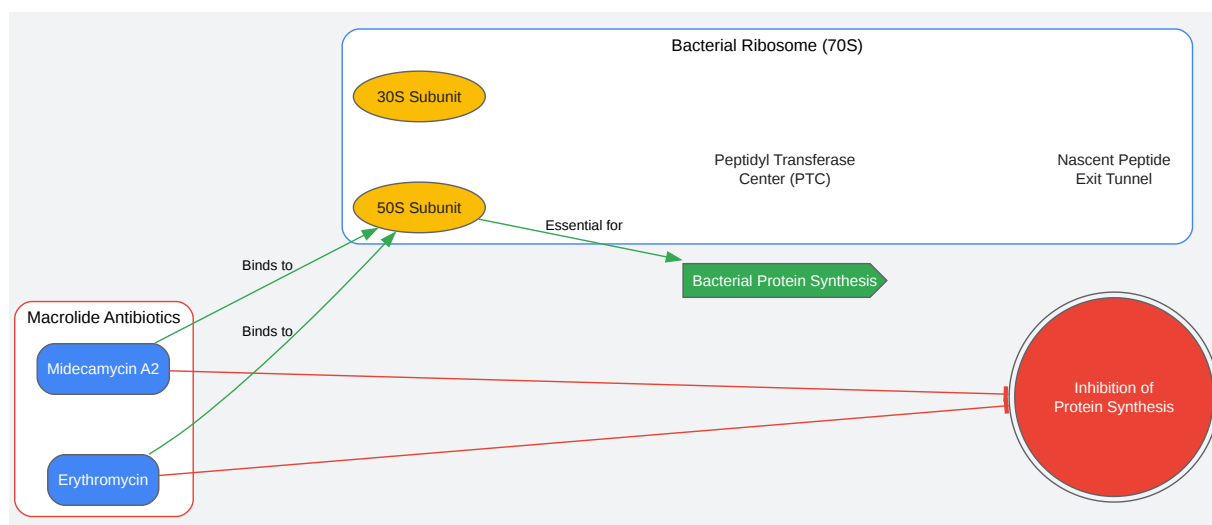 Bacterial Ribosome (70S)
30S Subunit
Peptidyl Transferase
Center (PTC)
Nascent Peptide
Exit Tunnel
50S Subunit
Essential for
Binds to
Bacterial Protein Synthesis
Macrolide Antibiotics
Binds to
Midecamycin A2
Inhibition of
Protein Synthesis
Erythromycin